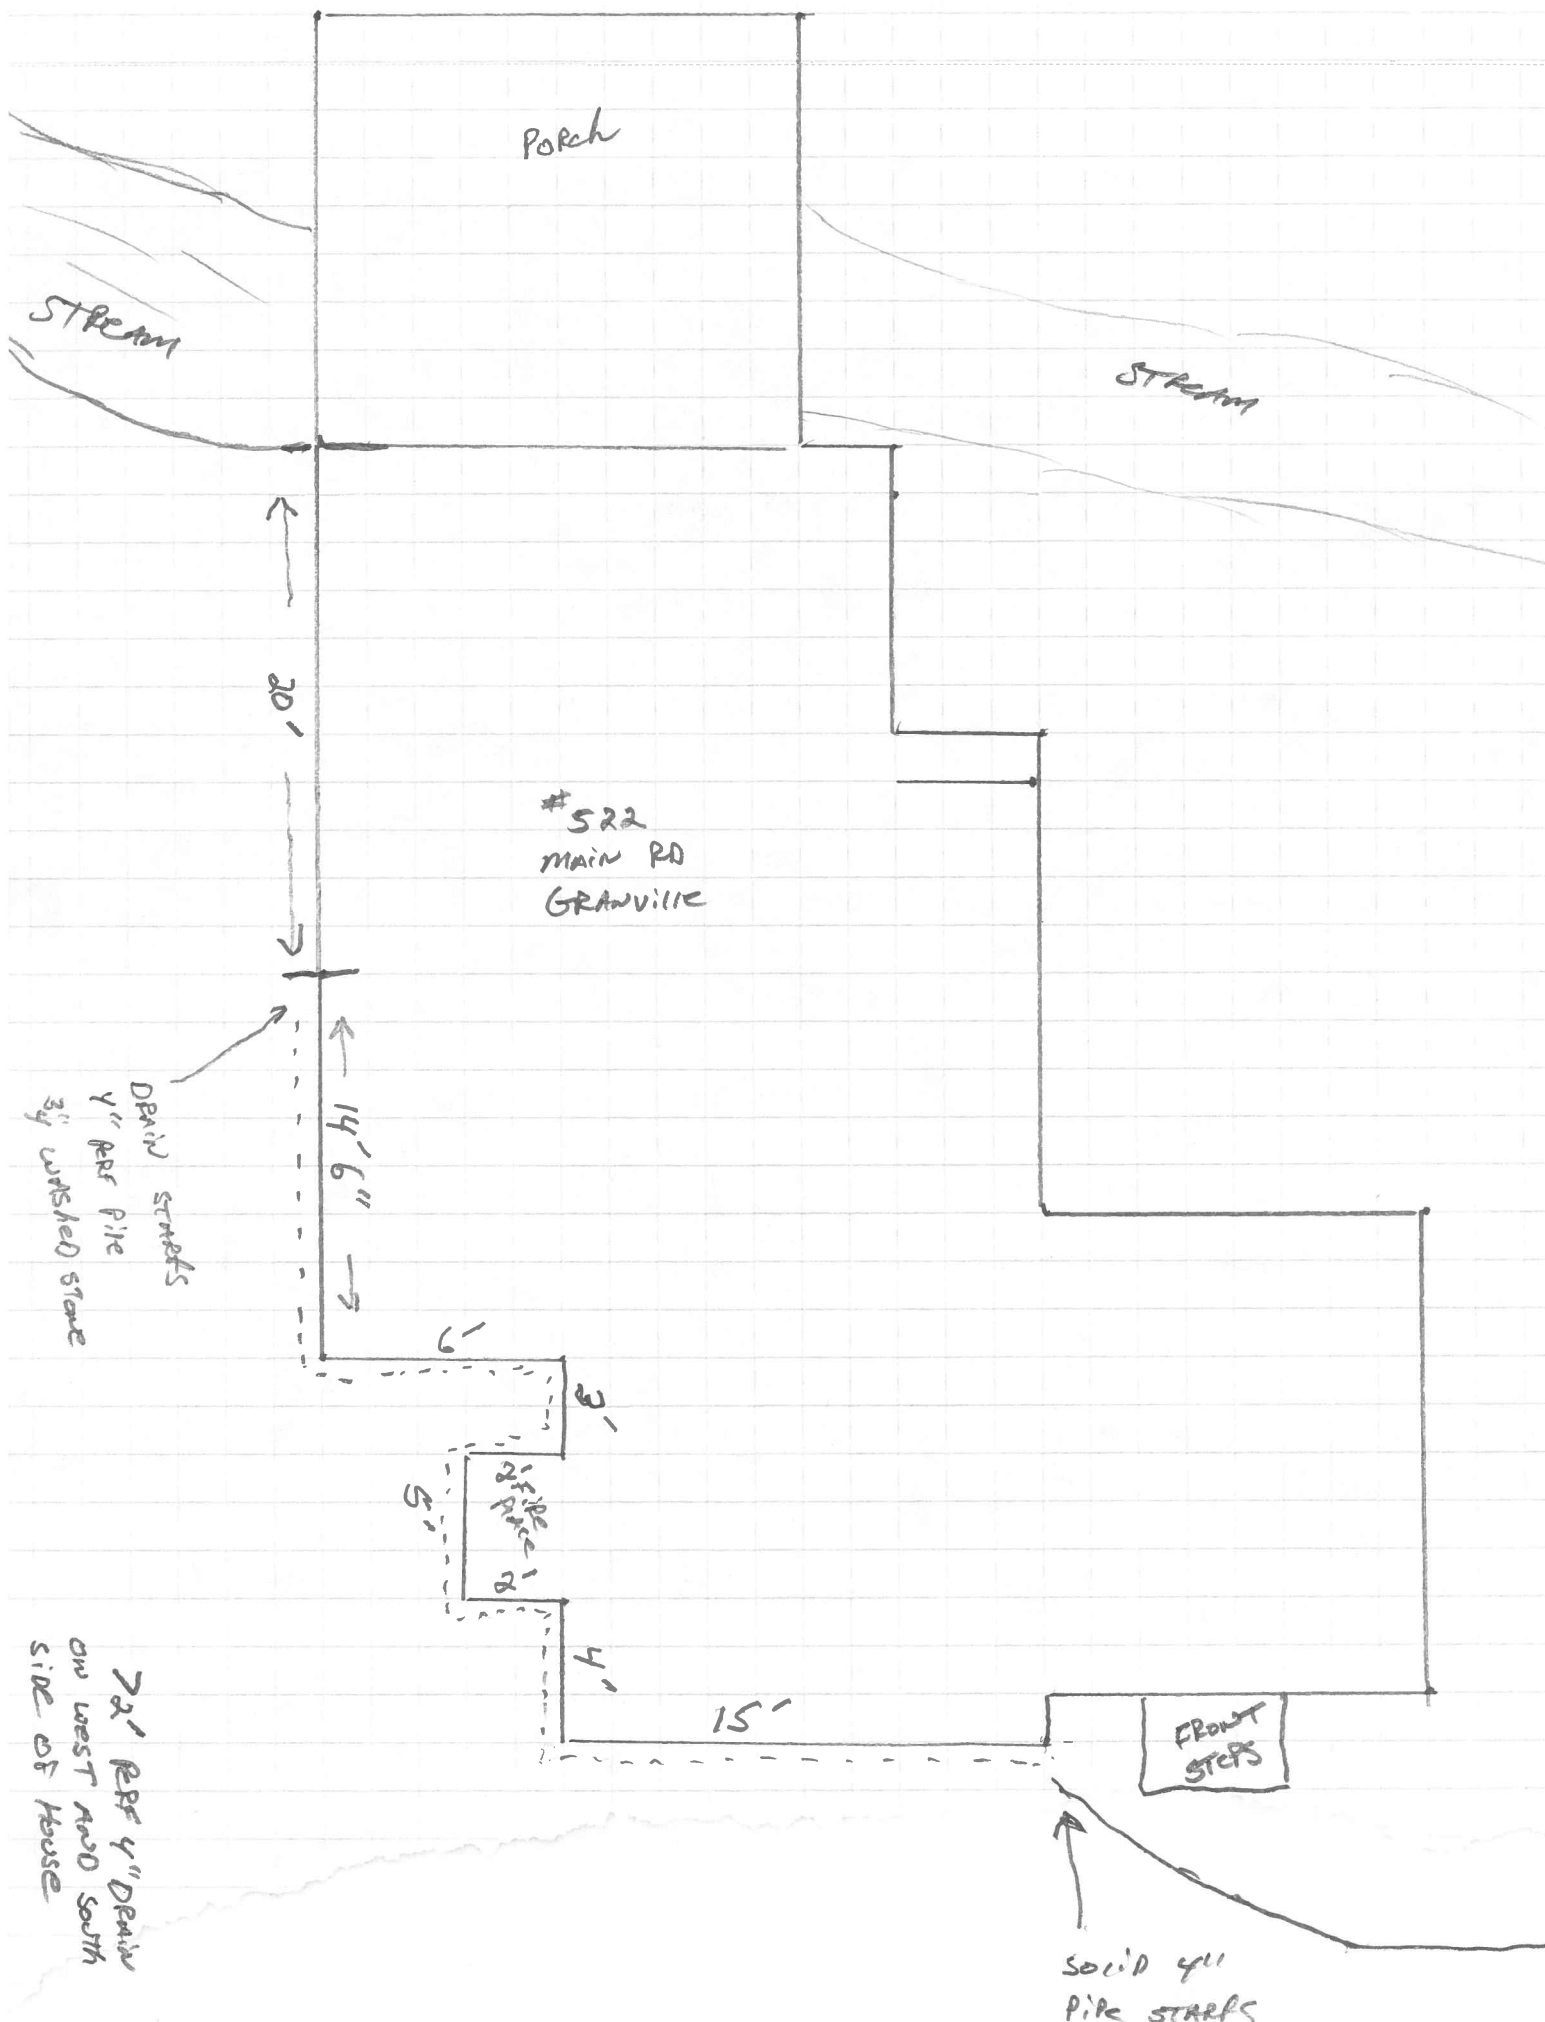 PORCH
STREAM
STREAM
20'
#522
MAIN RD
GRANVILLE
14' 6"
DRAIN STARTS
4" PERF PIPE
3/4" WASHED STONE
6'
3'
2'
FIRE
PLACE
5'
2'
4'
15'
FRONT
STEPS
72' PERF 4" DRAIN
ON WEST AND SOUTH
SIDE OF HOUSE
SOLID 4"
PIPE STARTS